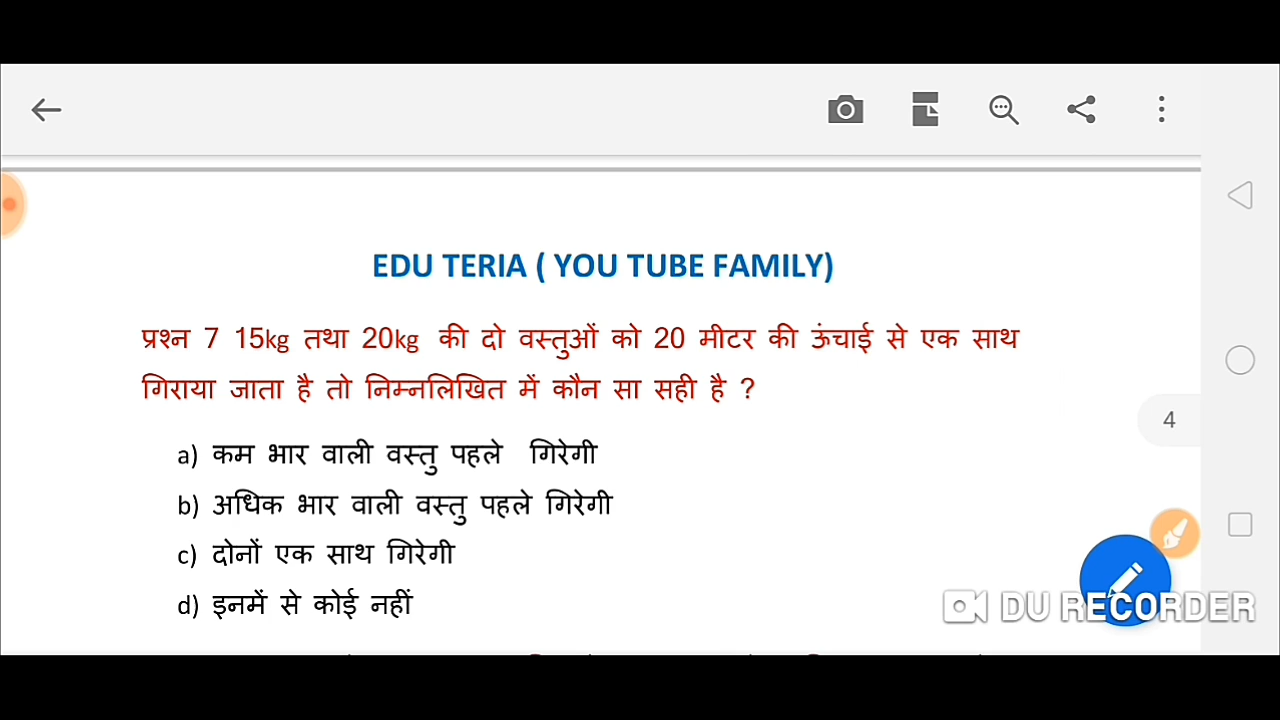 EDU TERIA ( YOU TUBE FAMILY)
प्रश्न 7 15kg तथा 20kg की दो वस्तुओं को 20 मीटर की ऊंचाई से एक साथ
गिराया जाता है तो निम्नलिखित में कौन सा सही है ?
a) कम भार वाली वस्तु पहले गिरेगी
4
b) अधिक भार वाली वस्तु पहले गिरेगी
c) दोनों एक साथ गिरेगी
d) इनमें से कोई नहीं
DU RECORDER